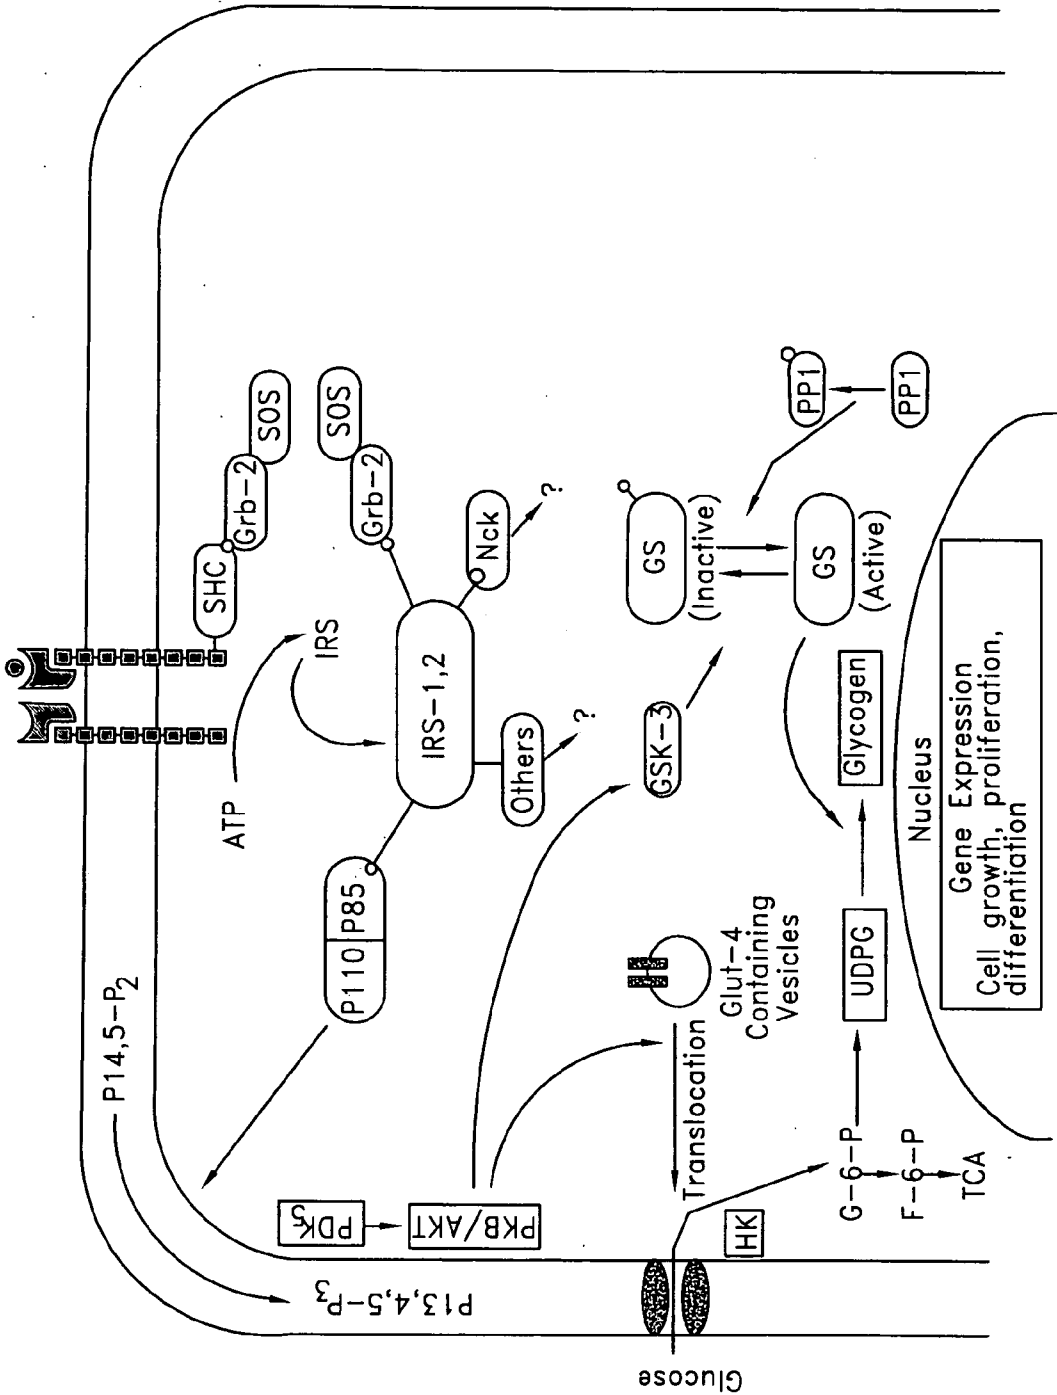 P14,5-P2
P13,4,5-P3
SHC
Grb-2
SOS
SOS
Grb-2
ATP
IRS
IRS-1,2
Nck
?
Others
?
P110
P85
PDK5
PKB/AKT
GSK-3
GS
(Inactive)
GS
(Active)
PP1
PP1
Glut-4
Containing
Vesicles
Translocation
Glucose
HK
G-6-P
F-6-P
TCA
UDPG
Glycogen
Nucleus
Gene Expression
Cell growth, proliferation,
differentiation